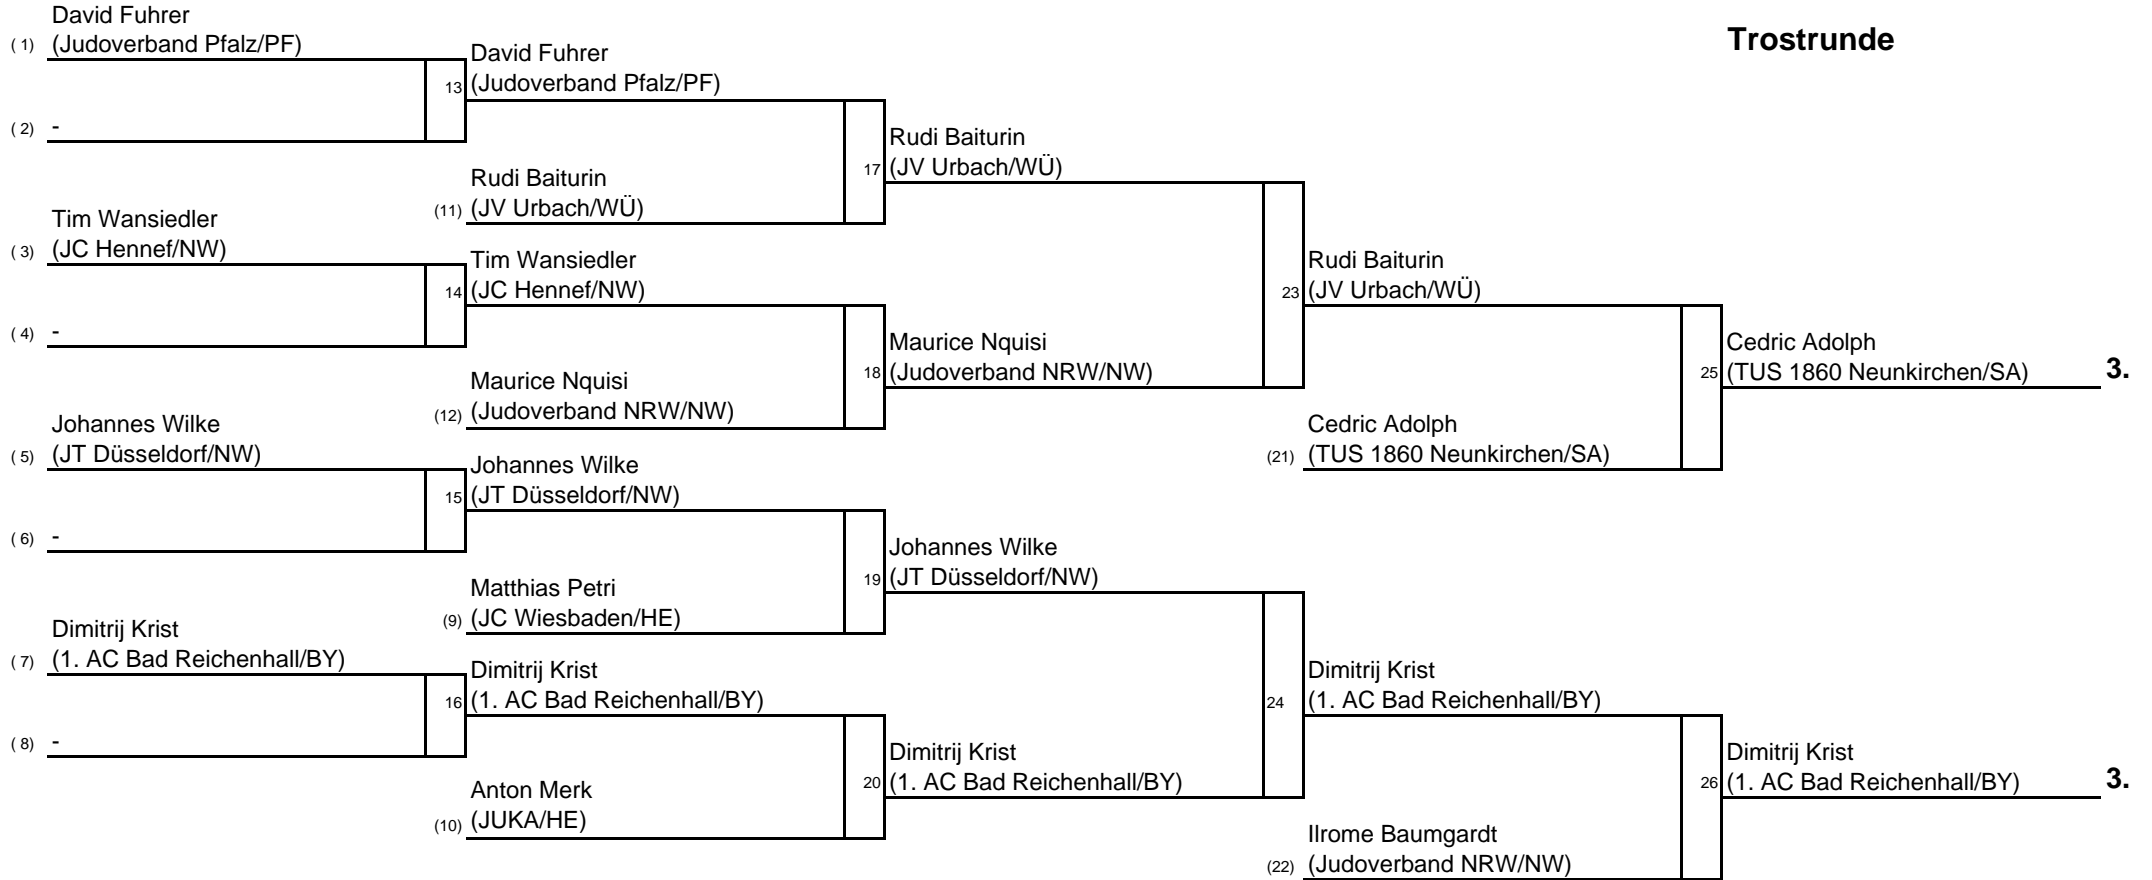 Trostrunde
David Fuhrer
( 1) (Judoverband Pfalz/PF)
( 2) -
Tim Wansiedler
( 3) (JC Hennef/NW)
( 4) -
Johannes Wilke
( 5) (JT Düsseldorf/NW)
( 6) -
Dimitrij Krist
( 7) (1. AC Bad Reichenhall/BY)
( 8) -
David Fuhrer
13 (Judoverband Pfalz/PF)
Rudi Baiturin
(11) (JV Urbach/WÜ)
Tim Wansiedler
14 (JC Hennef/NW)
Maurice Nquisi
(12) (Judoverband NRW/NW)
Johannes Wilke
15 (JT Düsseldorf/NW)
Matthias Petri
(9) (JC Wiesbaden/HE)
Dimitrij Krist
16 (1. AC Bad Reichenhall/BY)
Anton Merk
(10) (JUKA/HE)
Rudi Baiturin
17 (JV Urbach/WÜ)
Maurice Nquisi
18 (Judoverband NRW/NW)
Johannes Wilke
19 (JT Düsseldorf/NW)
Dimitrij Krist
20 (1. AC Bad Reichenhall/BY)
Rudi Baiturin
23 (JV Urbach/WÜ)
Cedric Adolph
(21) (TUS 1860 Neunkirchen/SA)
Dimitrij Krist
24 (1. AC Bad Reichenhall/BY)
Ilrome Baumgardt
(22) (Judoverband NRW/NW)
Cedric Adolph
25 (TUS 1860 Neunkirchen/SA) 3.
Dimitrij Krist
26 (1. AC Bad Reichenhall/BY) 3.